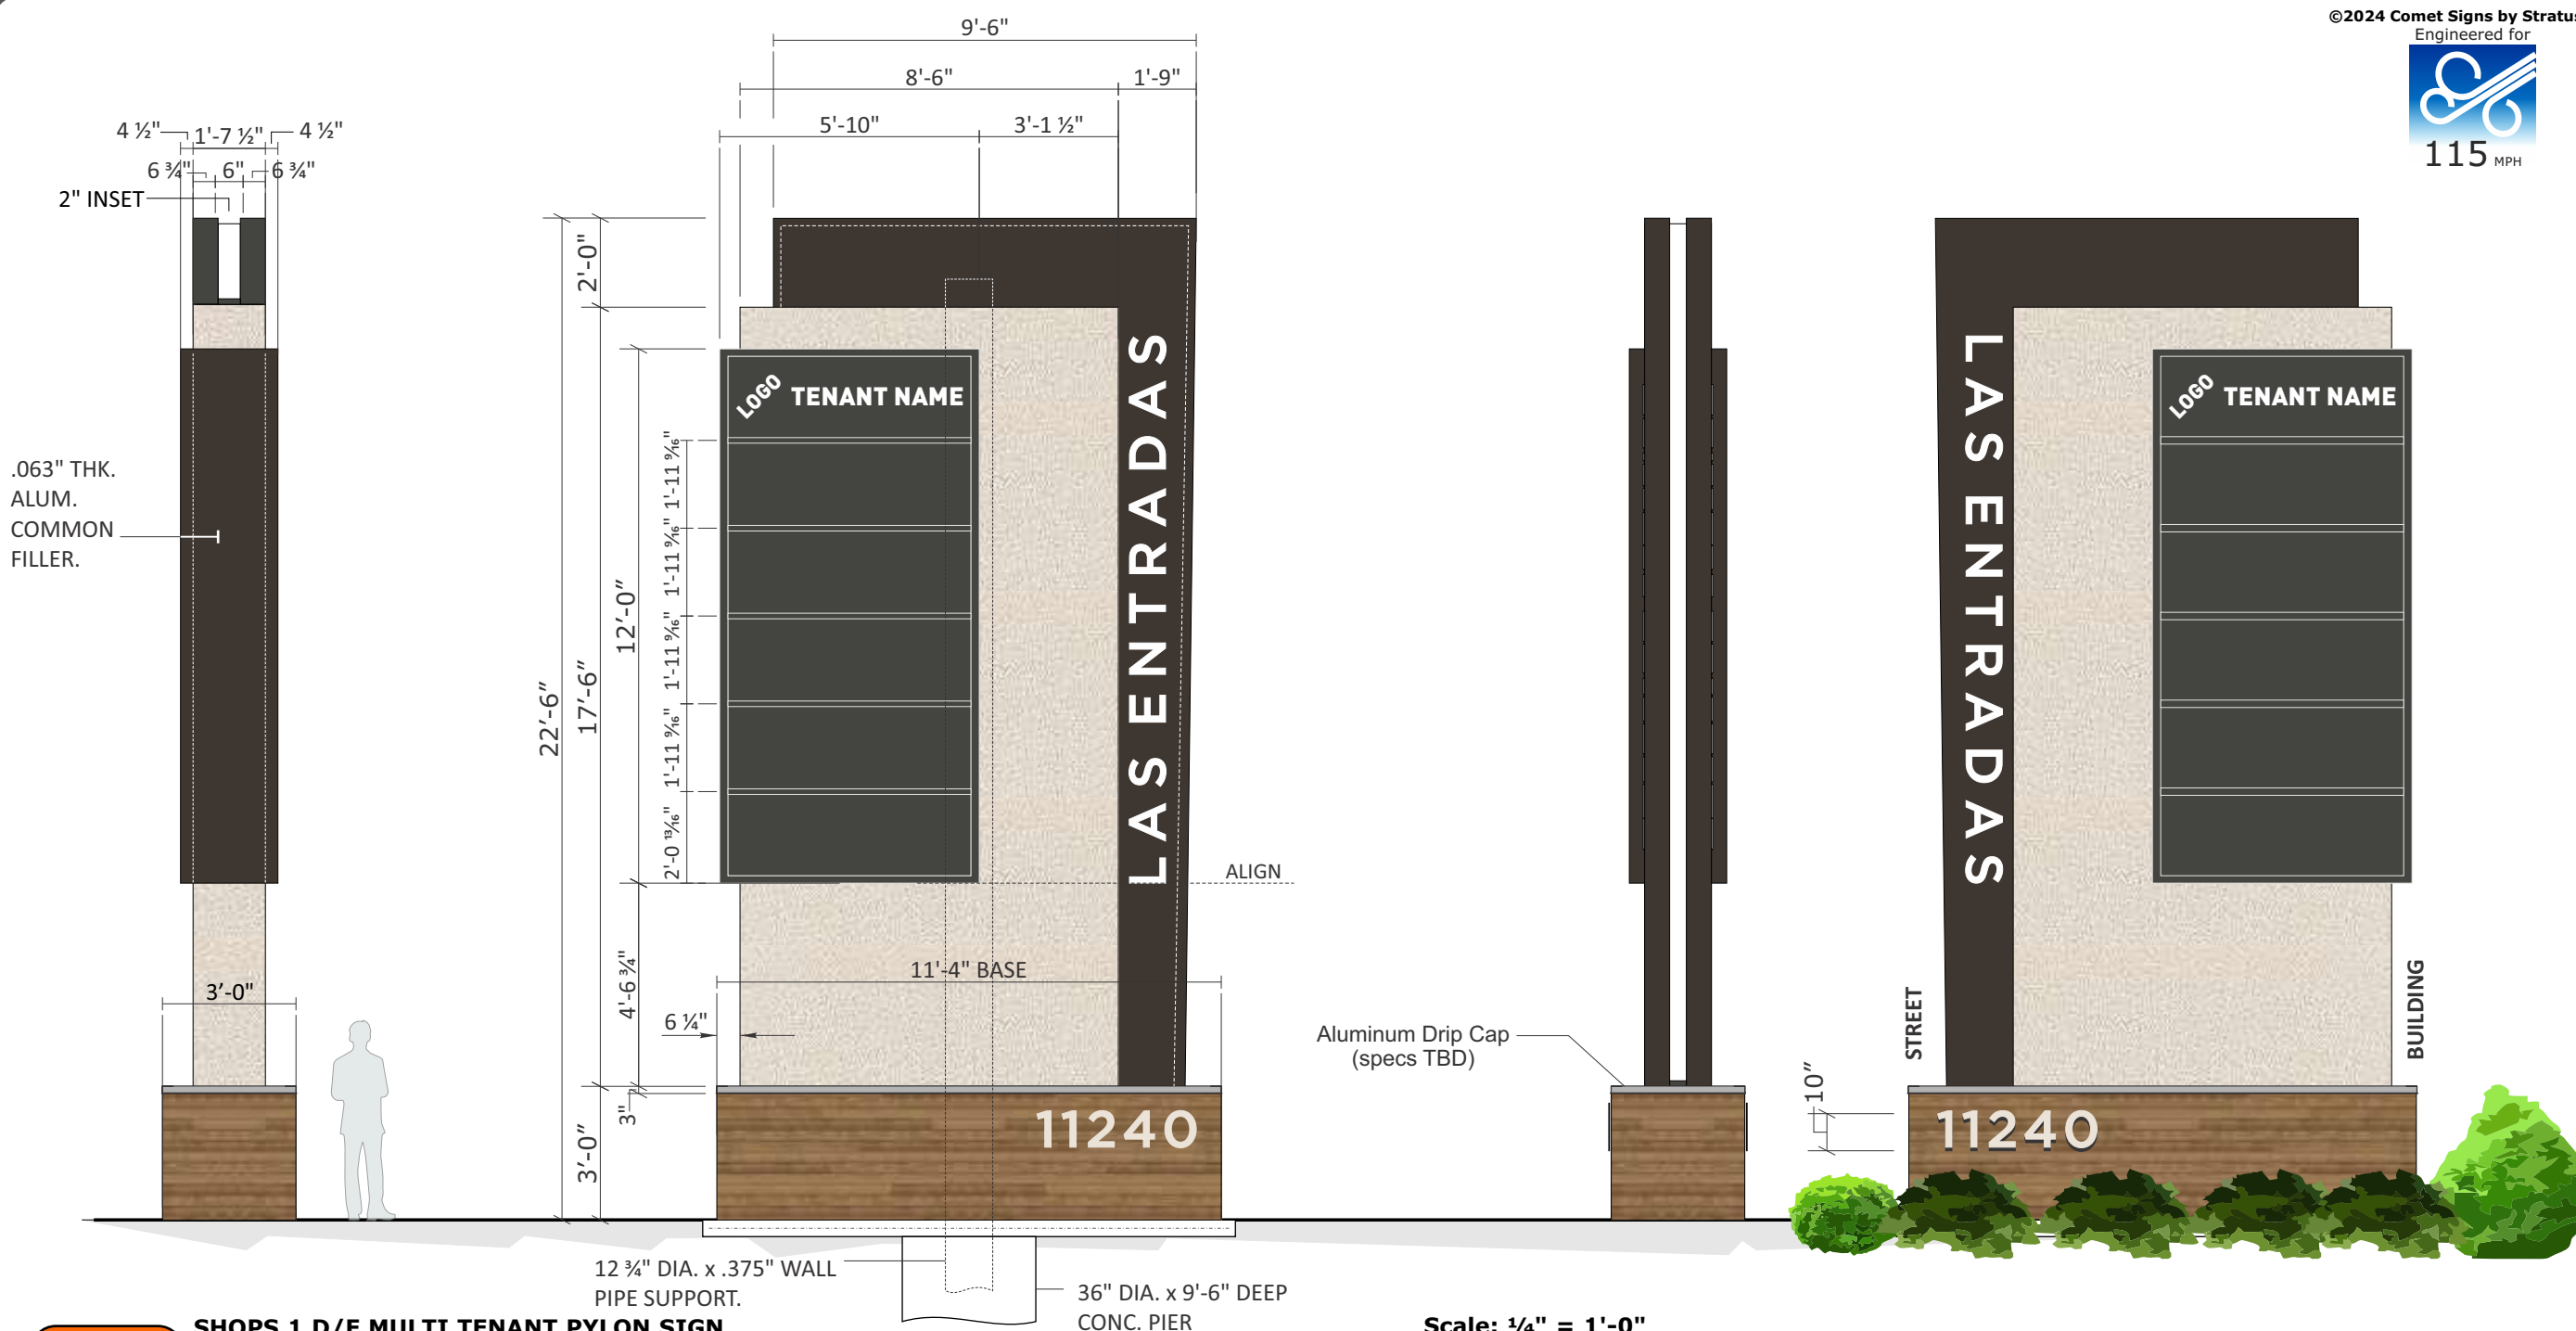 ©2024 Comet Signs by Stratus
Engineered for
115 MPH
9'-6"
8'-6"
1'-9"
5'-10"
3'-1 ½"
4 ½"
1'-7 ½"
4 ½"
6 ¾"
6"
6 ¾"
2" INSET
.063" THK.
ALUM.
COMMON
FILLER.
3'-0"
22'-6"
2'-0"
17'-6"
3'-0"
12'-0"
4'-6 ¾"
3"
1'-11 9⁄16"
1'-11 9⁄16"
1'-11 9⁄16"
1'-11 9⁄16"
2'-0 13⁄16"
LOGO TENANT NAME
LAS ENTRADAS
ALIGN
11'-4" BASE
6 ¼"
11240
12 ¾" DIA. x .375" WALL
PIPE SUPPORT.
36" DIA. x 9'-6" DEEP
CONC. PIER
Aluminum Drip Cap
(specs TBD)
LAS ENTRADAS
LOGO TENANT NAME
STREET
BUILDING
10"
11240
SHOPS 1 D/F MULTI TENANT PYLON SIGN
Scale: ¼" = 1'-0"